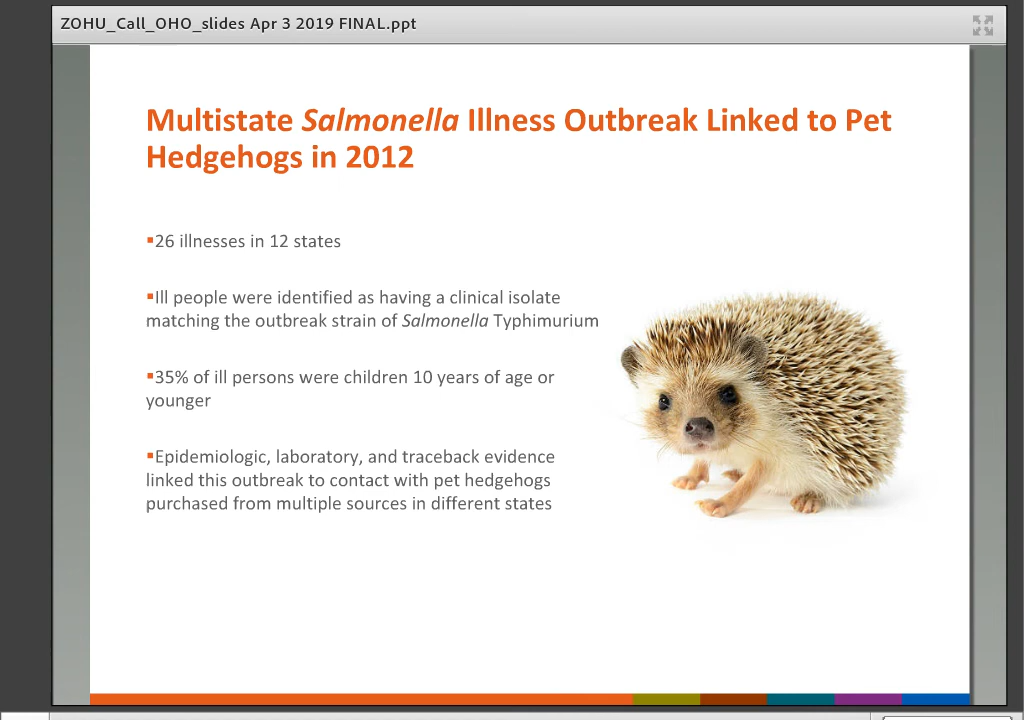 ZOHU_Call_OHO_slides Apr 3 2019 FINAL.ppt
Multistate Salmonella Illness Outbreak Linked to Pet
Hedgehogs in 2012
▪26 illnesses in 12 states
▪Ill people were identified as having a clinical isolate
matching the outbreak strain of Salmonella Typhimurium
▪35% of ill persons were children 10 years of age or
younger
▪Epidemiologic, laboratory, and traceback evidence
linked this outbreak to contact with pet hedgehogs
purchased from multiple sources in different states